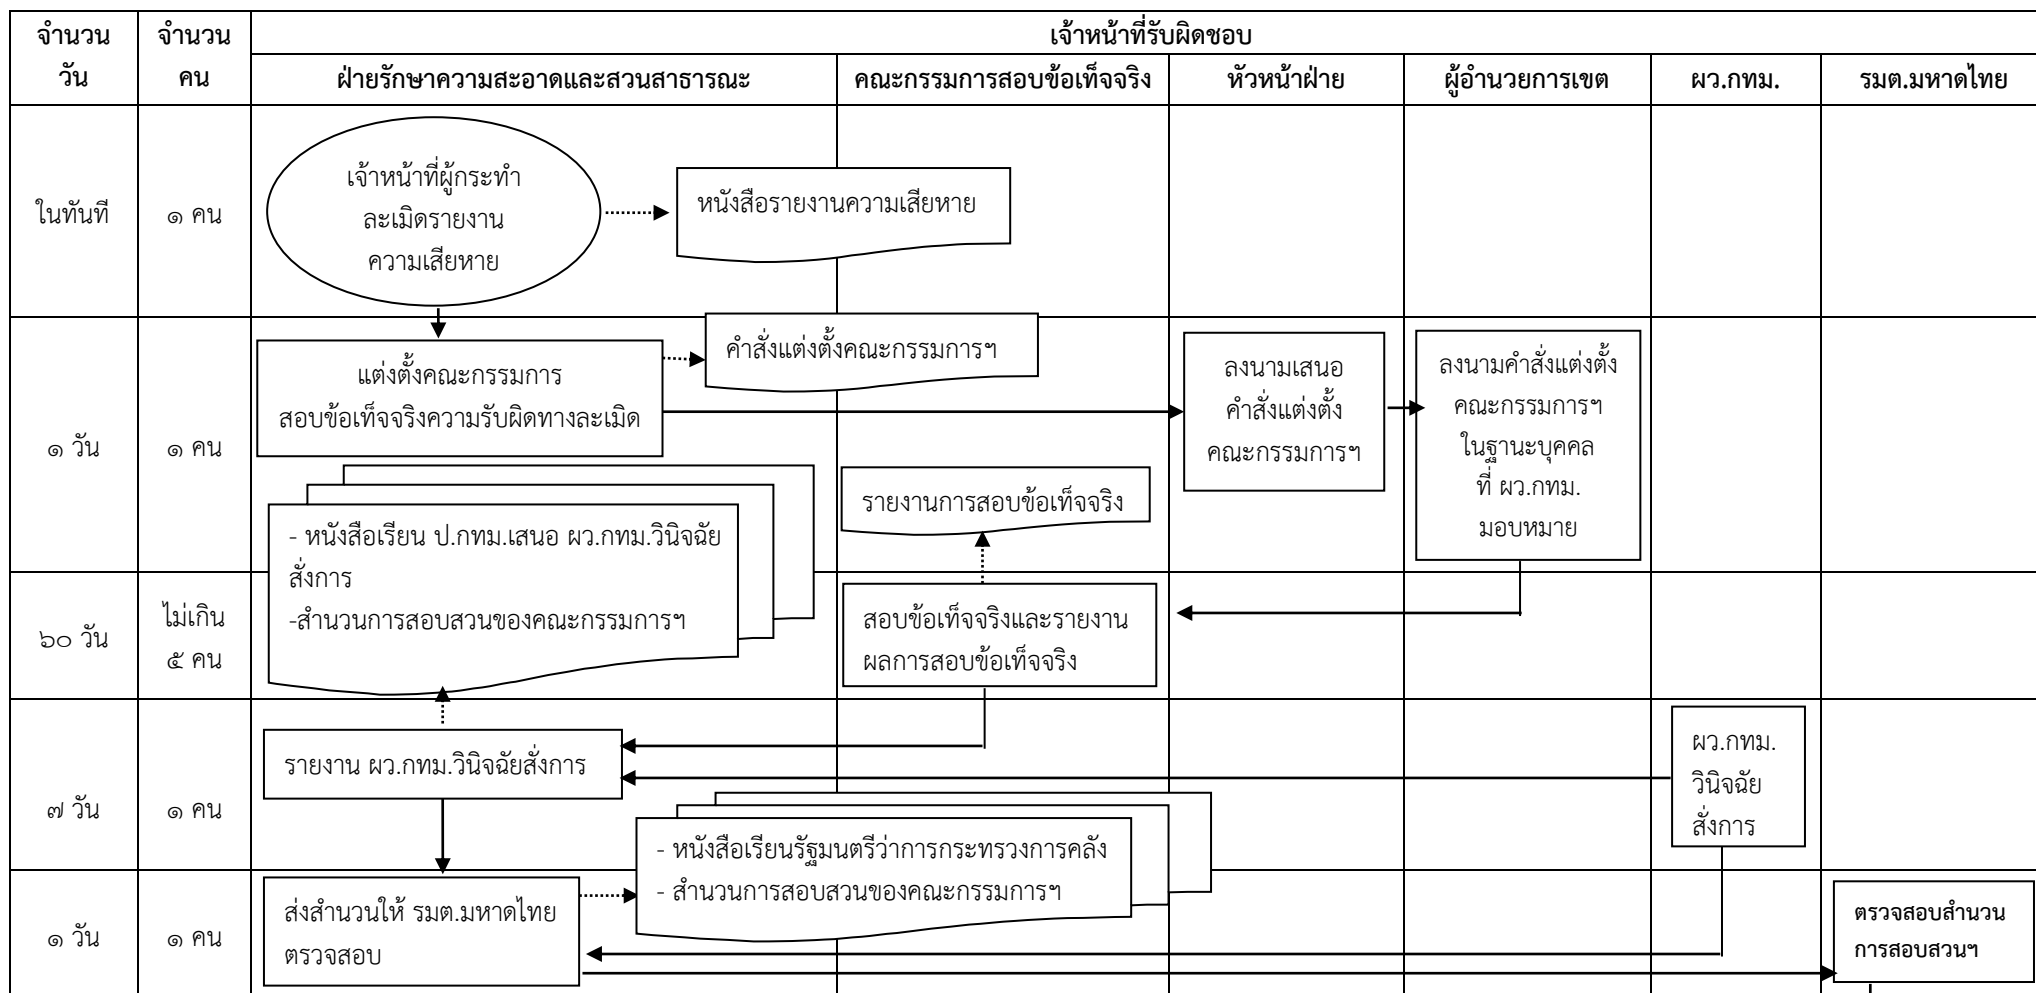 จำนวน
วัน
จำนวน
คน
เจ้าหน้าที่รับผิดชอบ
ฝ่ายรักษาความสะอาดและสวนสาธารณะ
คณะกรรมการสอบข้อเท็จจริง
หัวหน้าฝ่าย
ผู้อำนวยการเขต
ผว.กทม.
รมต.มหาดไทย
ในทันที
๑ คน
เจ้าหน้าที่ผู้กระทำ
ละเมิดรายงาน
ความเสียหาย
หนังสือรายงานความเสียหาย
๑ วัน
๑ คน
แต่งตั้งคณะกรรมการ
สอบข้อเท็จจริงความรับผิดทางละเมิด
คำสั่งแต่งตั้งคณะกรรมการฯ
ลงนามเสนอ
คำสั่งแต่งตั้ง
คณะกรรมการฯ
ลงนามคำสั่งแต่งตั้ง
คณะกรรมการฯ
ในฐานะบุคคล
ที่ ผว.กทม.
มอบหมาย
- หนังสือเรียน ป.กทม.เสนอ ผว.กทม.วินิจฉัย
สั่งการ
-สำนวนการสอบสวนของคณะกรรมการฯ
รายงานการสอบข้อเท็จจริง
๖๐ วัน
ไม่เกิน
๕ คน
สอบข้อเท็จจริงและรายงาน
ผลการสอบข้อเท็จจริง
๗ วัน
๑ คน
รายงาน ผว.กทม.วินิจฉัยสั่งการ
ผว.กทม.
วินิจฉัย
สั่งการ
๑ วัน
๑ คน
ส่งสำนวนให้ รมต.มหาดไทย
ตรวจสอบ
- หนังสือเรียนรัฐมนตรีว่าการกระทรวงการคลัง
- สำนวนการสอบสวนของคณะกรรมการฯ
ตรวจสอบสำนวน
การสอบสวนฯ